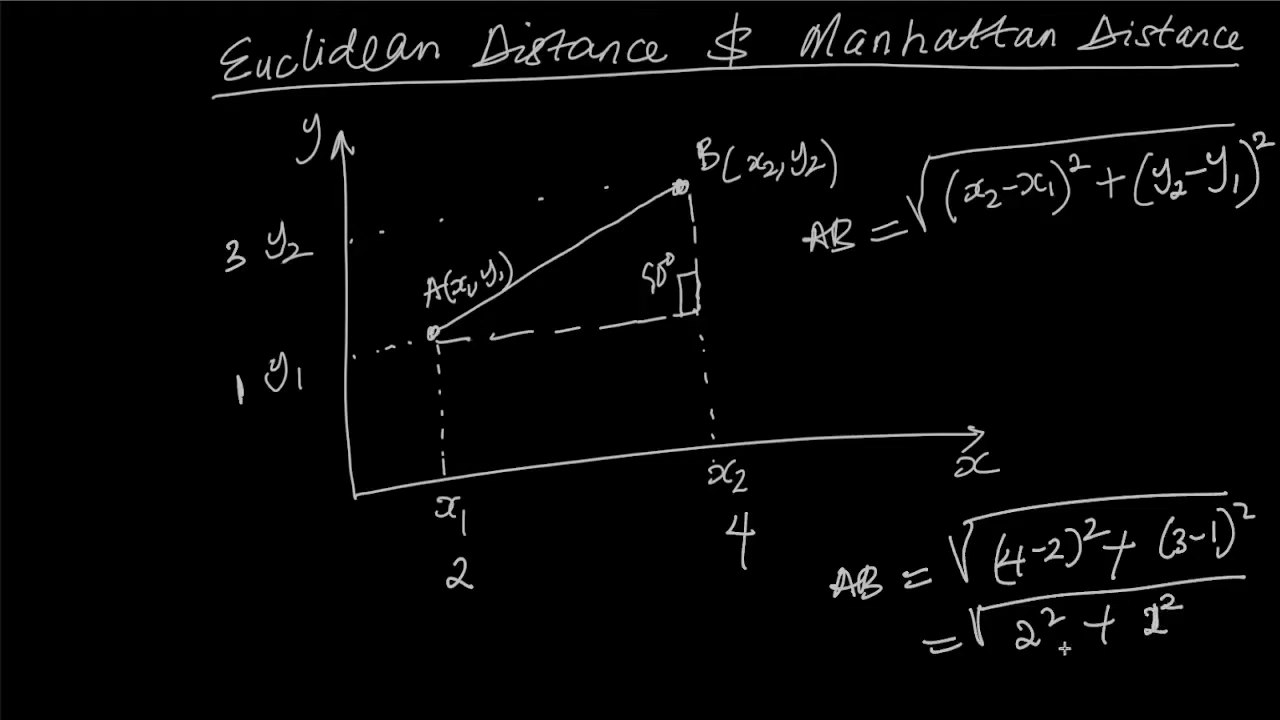 Euclidean Distance $ Manhattan Distance
y
B(x₂, y₂)
AB = √(x₂-x₁)² + (y₂-y₁)²
3 y₂
A(x₁, y₁)
90°
1 y₁
x
x₁
x₂
2
4
AB = √(4-2)² + (3-1)²
= √2² + 2²